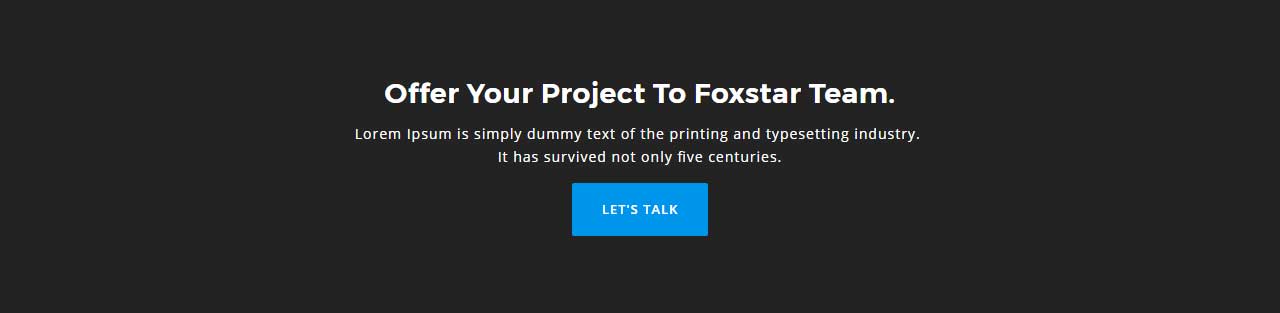 Offer Your Project To Foxstar Team.
Lorem Ipsum is simply dummy text of the printing and typesetting industry.
It has survived not only five centuries.
LET'S TALK